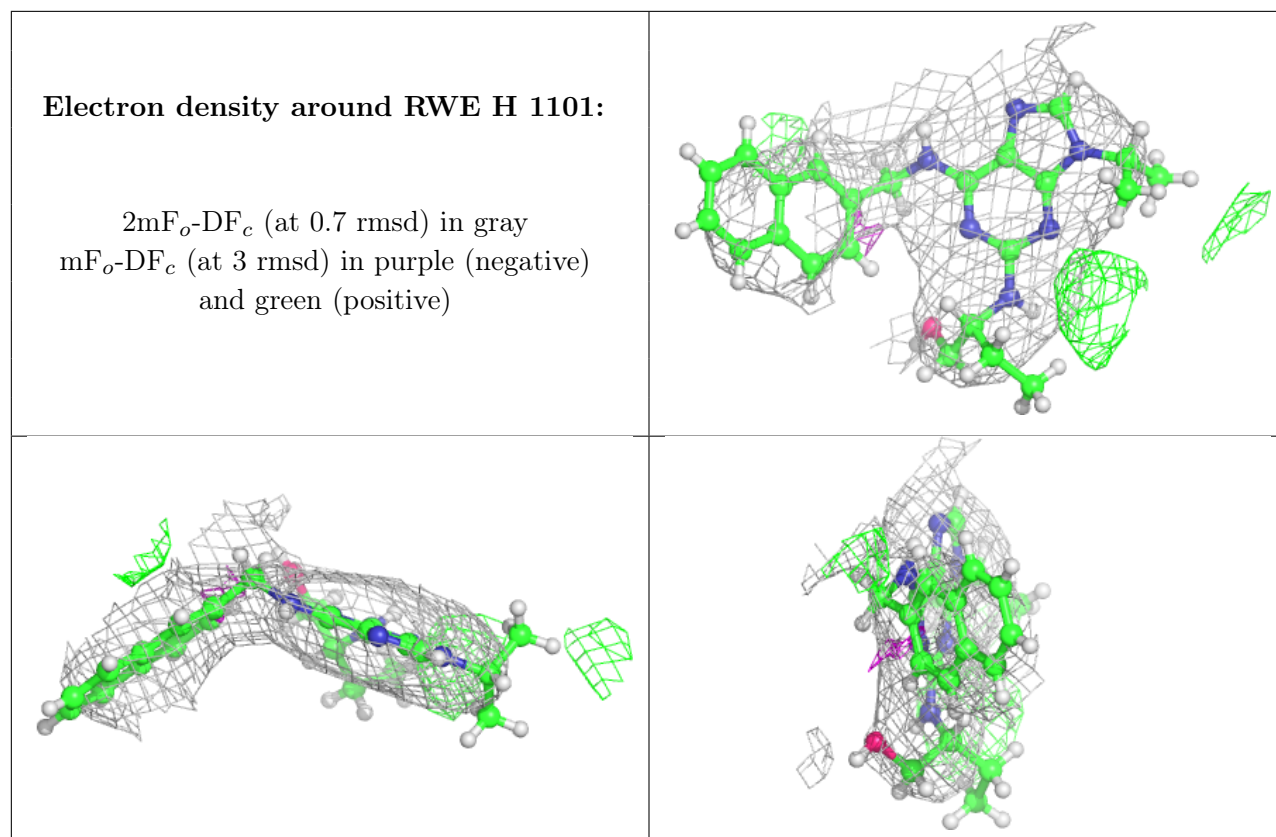 Electron density around RWE H 1101:
2mFo-DFc (at 0.7 rmsd) in gray
mFo-DFc (at 3 rmsd) in purple (negative)
and green (positive)